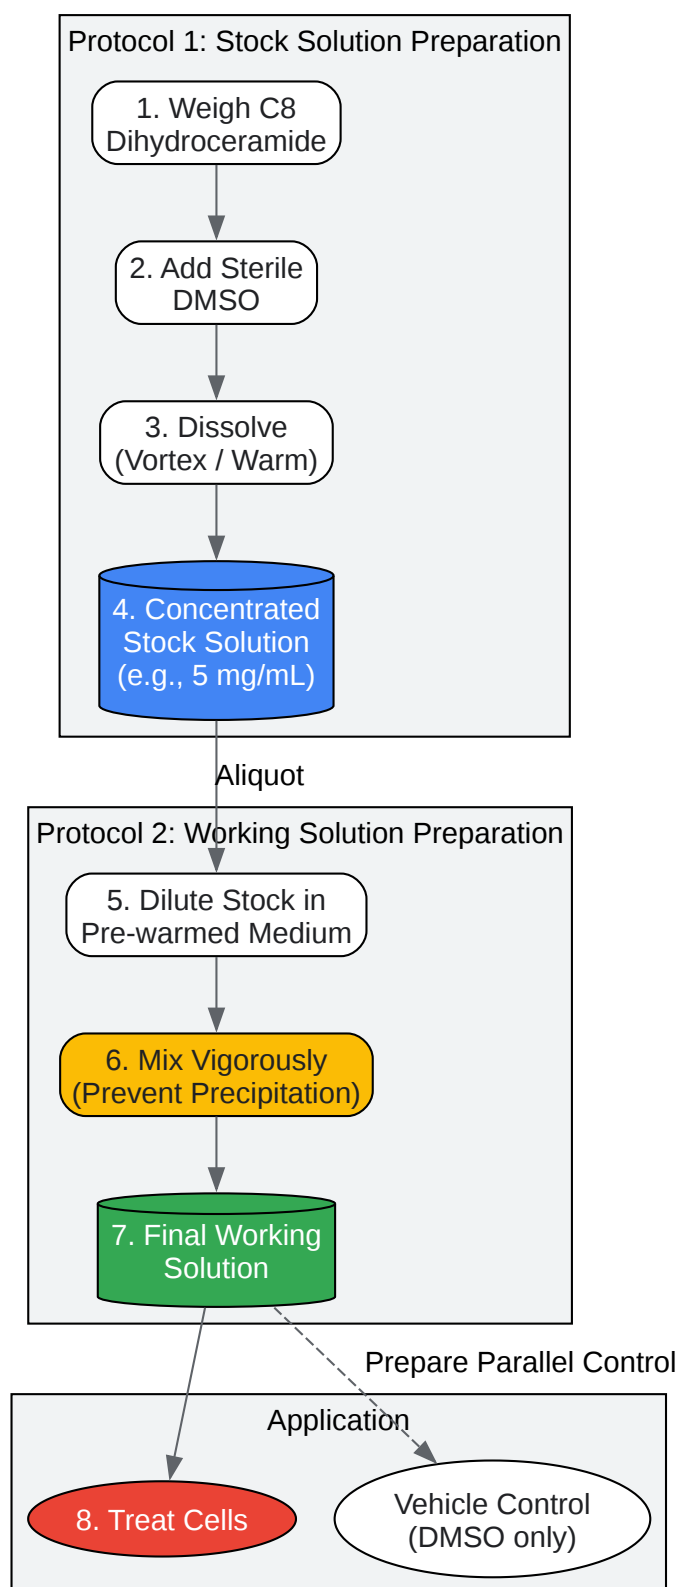 Protocol 1: Stock Solution Preparation
1. Weigh C8
Dihydroceramide
2. Add Sterile
DMSO
3. Dissolve
(Vortex / Warm)
4. Concentrated
Stock Solution
(e.g., 5 mg/mL)
Aliquot
Protocol 2: Working Solution Preparation
5. Dilute Stock in
Pre-warmed Medium
6. Mix Vigorously
(Prevent Precipitation)
7. Final Working
Solution
Prepare Parallel Control
Application
8. Treat Cells
Vehicle Control
(DMSO only)